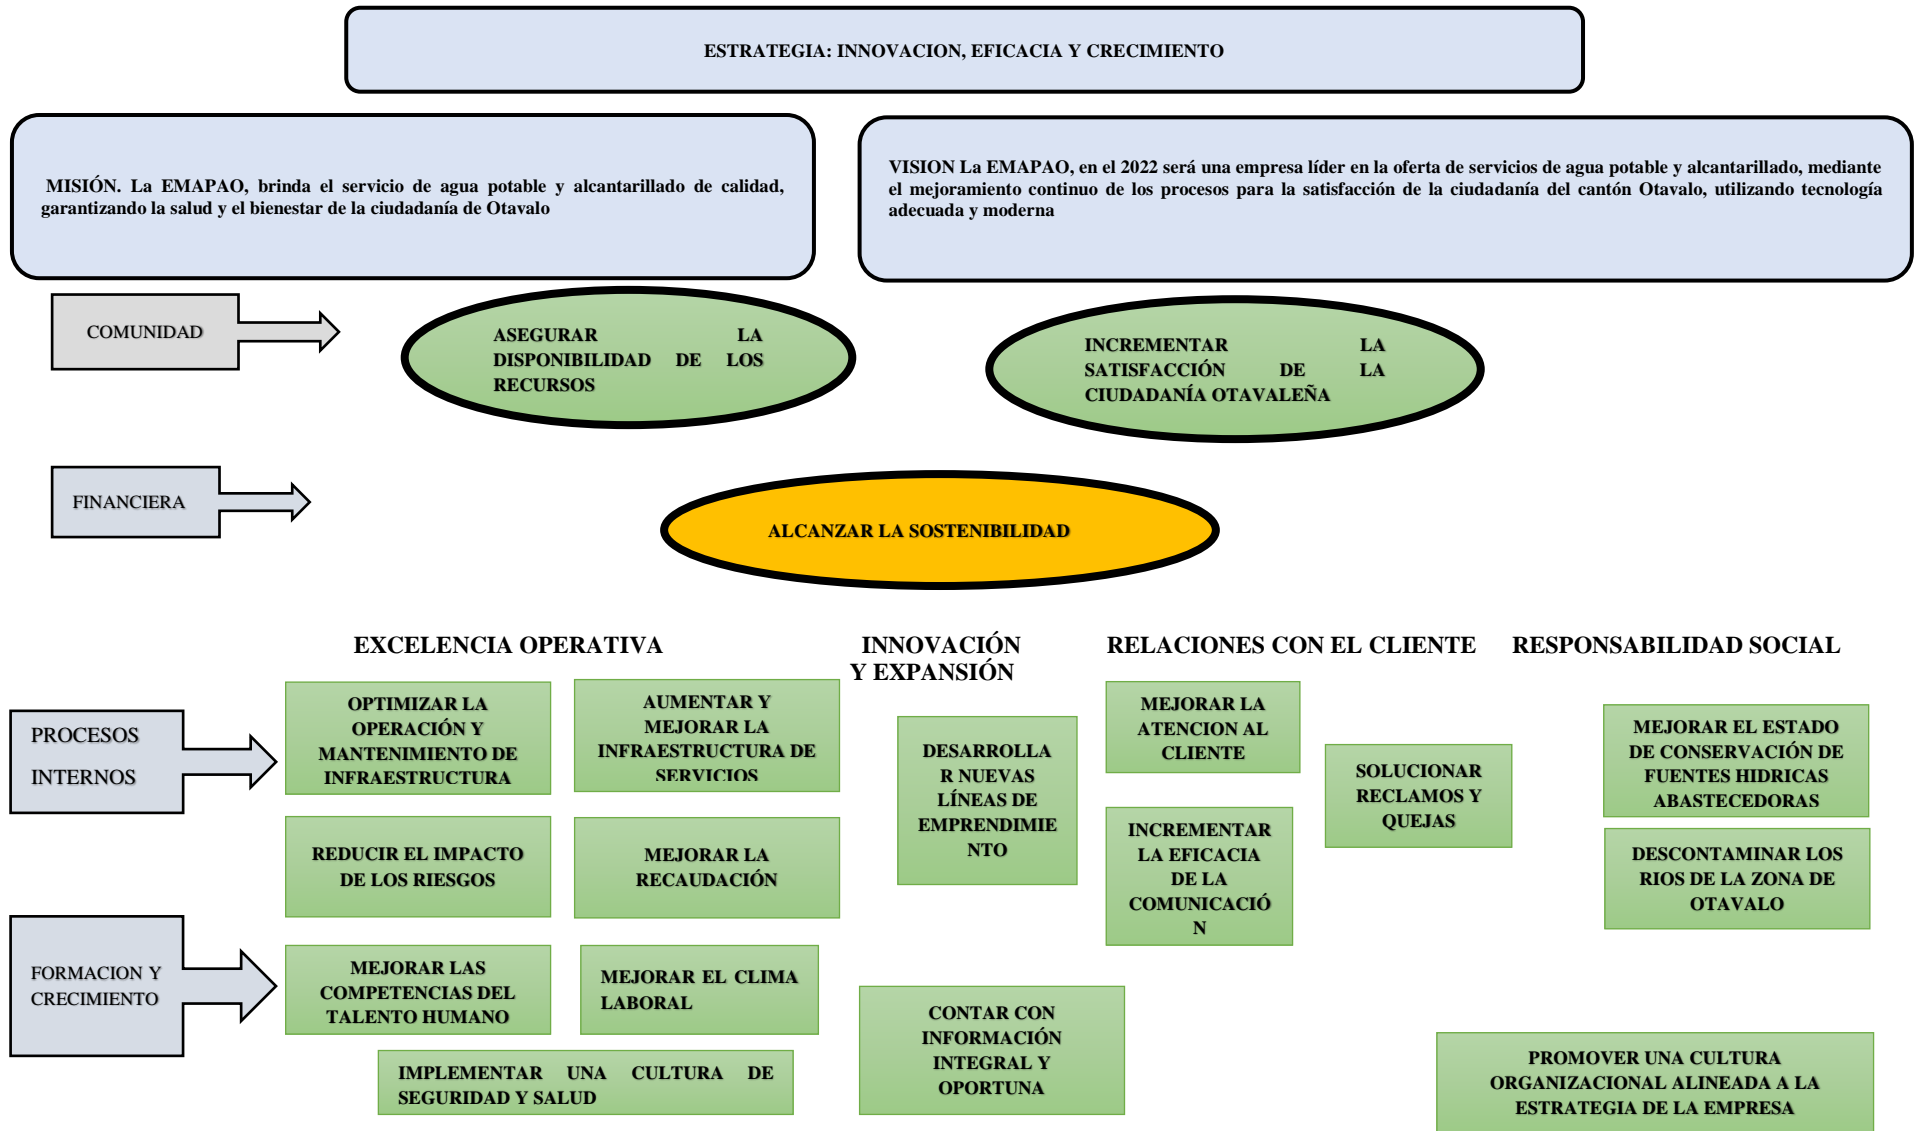 ESTRATEGIA: INNOVACION, EFICACIA Y CRECIMIENTO
MISIÓN. La EMAPAO, brinda el servicio de agua potable y alcantarillado de calidad,
garantizando la salud y el bienestar de la ciudadanía de Otavalo
VISION La EMAPAO, en el 2022 será una empresa líder en la oferta de servicios de agua potable y alcantarillado, mediante
el mejoramiento continuo de los procesos para la satisfacción de la ciudadanía del cantón Otavalo, utilizando tecnología
adecuada y moderna
COMUNIDAD
ASEGURAR LA
DISPONIBILIDAD DE LOS
RECURSOS
INCREMENTAR LA
SATISFACCIÓN DE LA
CIUDADANÍA OTAVALEÑA
FINANCIERA
ALCANZAR LA SOSTENIBILIDAD
EXCELENCIA OPERATIVA
INNOVACIÓN
Y EXPANSIÓN
RELACIONES CON EL CLIENTE
RESPONSABILIDAD SOCIAL
PROCESOS
INTERNOS
OPTIMIZAR LA
OPERACIÓN Y
MANTENIMIENTO DE
INFRAESTRUCTURA
AUMENTAR Y
MEJORAR LA
INFRAESTRUCTURA DE
SERVICIOS
REDUCIR EL IMPACTO
DE LOS RIESGOS
MEJORAR LA
RECAUDACIÓN
DESARROLLA
R NUEVAS
LÍNEAS DE
EMPRENDIMIE
NTO
MEJORAR LA
ATENCION AL
CLIENTE
SOLUCIONAR
RECLAMOS Y
QUEJAS
INCREMENTAR
LA EFICACIA
DE LA
COMUNICACIÓ
N
MEJORAR EL ESTADO
DE CONSERVACIÓN DE
FUENTES HIDRICAS
ABASTECEDORAS
DESCONTAMINAR LOS
RIOS DE LA ZONA DE
OTAVALO
FORMACION Y
CRECIMIENTO
MEJORAR LAS
COMPETENCIAS DEL
TALENTO HUMANO
MEJORAR EL CLIMA
LABORAL
IMPLEMENTAR UNA CULTURA DE
SEGURIDAD Y SALUD
CONTAR CON
INFORMACIÓN
INTEGRAL Y
OPORTUNA
PROMOVER UNA CULTURA
ORGANIZACIONAL ALINEADA A LA
ESTRATEGIA DE LA EMPRESA